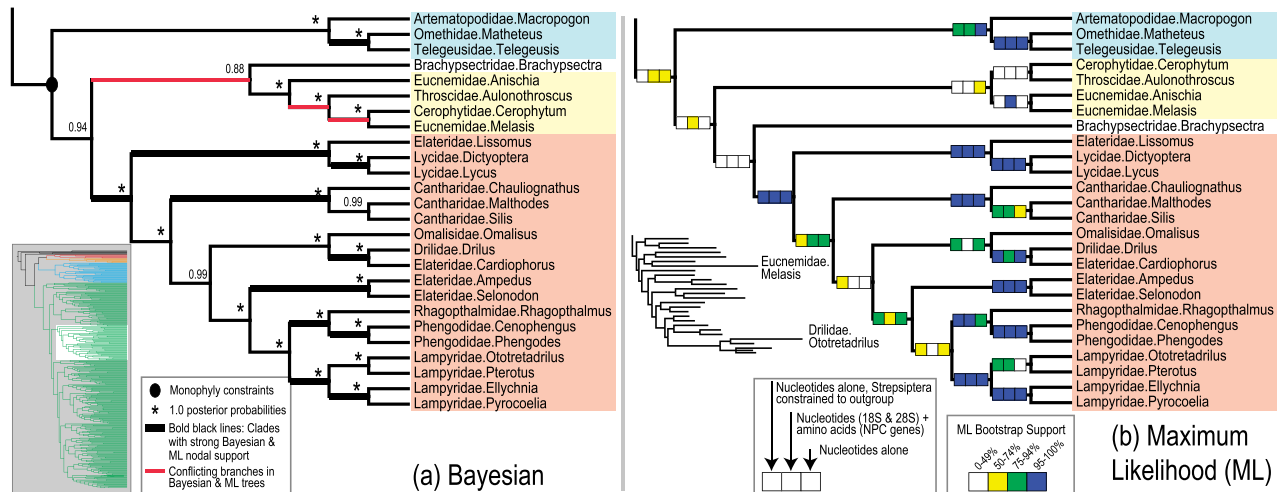 Artematopodidae.Macropogon
Omethidae.Matheteus
Telegeusidae.Telegeusis
Brachypsectridae.Brachypsectra
Eucnemidae.Anischia
Throscidae.Aulonothroscus
Cerophytidae.Cerophytum
Eucnemidae.Melasis
Elateridae.Lissomus
Lycidae.Dictyoptera
Lycidae.Lycus
Cantharidae.Chauliognathus
Cantharidae.Malthodes
Cantharidae.Silis
Omalisidae.Omalisus
Drilidae.Drilus
Elateridae.Cardiophorus
Elateridae.Ampedus
Elateridae.Selonodon
Rhagopthalmidae.Rhagopthalmus
Phengodidae.Cenophengus
Phengodidae.Phengodes
Lampyridae.Ototretadrilus
Lampyridae.Pterotus
Lampyridae.Ellychnia
Lampyridae.Pyrocoelia
*
*
0.88
*
*
*
0.94
*
*
*
*
0.99
*
*
*
0.99
*
*
*
*
*
*
*
*
*
Monophyly constraints
* 1.0 posterior probabilities
Bold black lines: Clades
with strong Bayesian &
ML nodal support
Conflicting branches in
Bayesian & ML trees
(a) Bayesian
Artematopodidae.Macropogon
Omethidae.Matheteus
Telegeusidae.Telegeusis
Cerophytidae.Cerophytum
Throscidae.Aulonothroscus
Eucnemidae.Anischia
Eucnemidae.Melasis
Brachypsectridae.Brachypsectra
Elateridae.Lissomus
Lycidae.Dictyoptera
Lycidae.Lycus
Cantharidae.Chauliognathus
Cantharidae.Malthodes
Cantharidae.Silis
Omalisidae.Omalisus
Drilidae.Drilus
Elateridae.Cardiophorus
Elateridae.Ampedus
Elateridae.Selonodon
Rhagopthalmidae.Rhagopthalmus
Phengodidae.Cenophengus
Phengodidae.Phengodes
Lampyridae.Ototretadrilus
Lampyridae.Pterotus
Lampyridae.Ellychnia
Lampyridae.Pyrocoelia
Eucnemidae.
Melasis
Drilidae.
Ototretadrilus
Nucleotides alone, Strepsiptera
constrained to outgroup
Nucleotides (18S & 28S) +
amino acids (NPC genes)
Nucleotides alone
ML Bootstrap Support
0-49%
50-74%
75-94%
95-100%
(b) Maximum
Likelihood (ML)